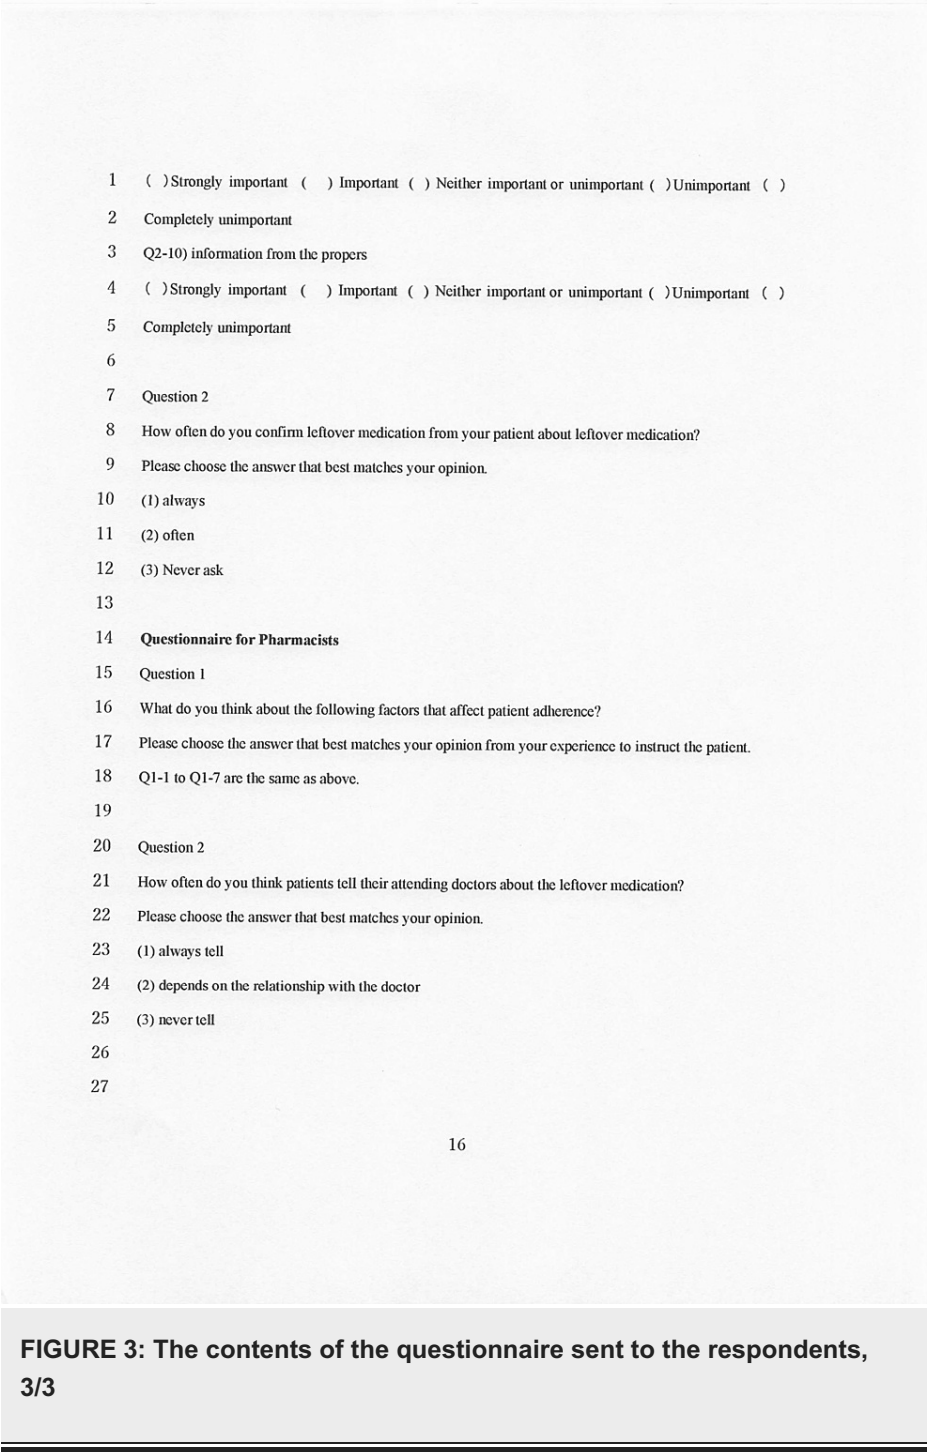 1 ( )Strongly important ( ) Important ( ) Neither important or unimportant ( )Unimportant ( )
2 Completely unimportant
3 Q2-10) information from the propers
4 ( )Strongly important ( ) Important ( ) Neither important or unimportant ( )Unimportant ( )
5 Completely unimportant
6
7 Question 2
8 How often do you confirm leftover medication from your patient about leftover medication?
9 Please choose the answer that best matches your opinion.
10 (1) always
11 (2) often
12 (3) Never ask
13
14 Questionnaire for Pharmacists
15 Question 1
16 What do you think about the following factors that affect patient adherence?
17 Please choose the answer that best matches your opinion from your experience to instruct the patient.
18 Q1-1 to Q1-7 are the same as above.
19
20 Question 2
21 How often do you think patients tell their attending doctors about the leftover medication?
22 Please choose the answer that best matches your opinion.
23 (1) always tell
24 (2) depends on the relationship with the doctor
25 (3) never tell
26
27
16
FIGURE 3: The contents of the questionnaire sent to the respondents,
3/3